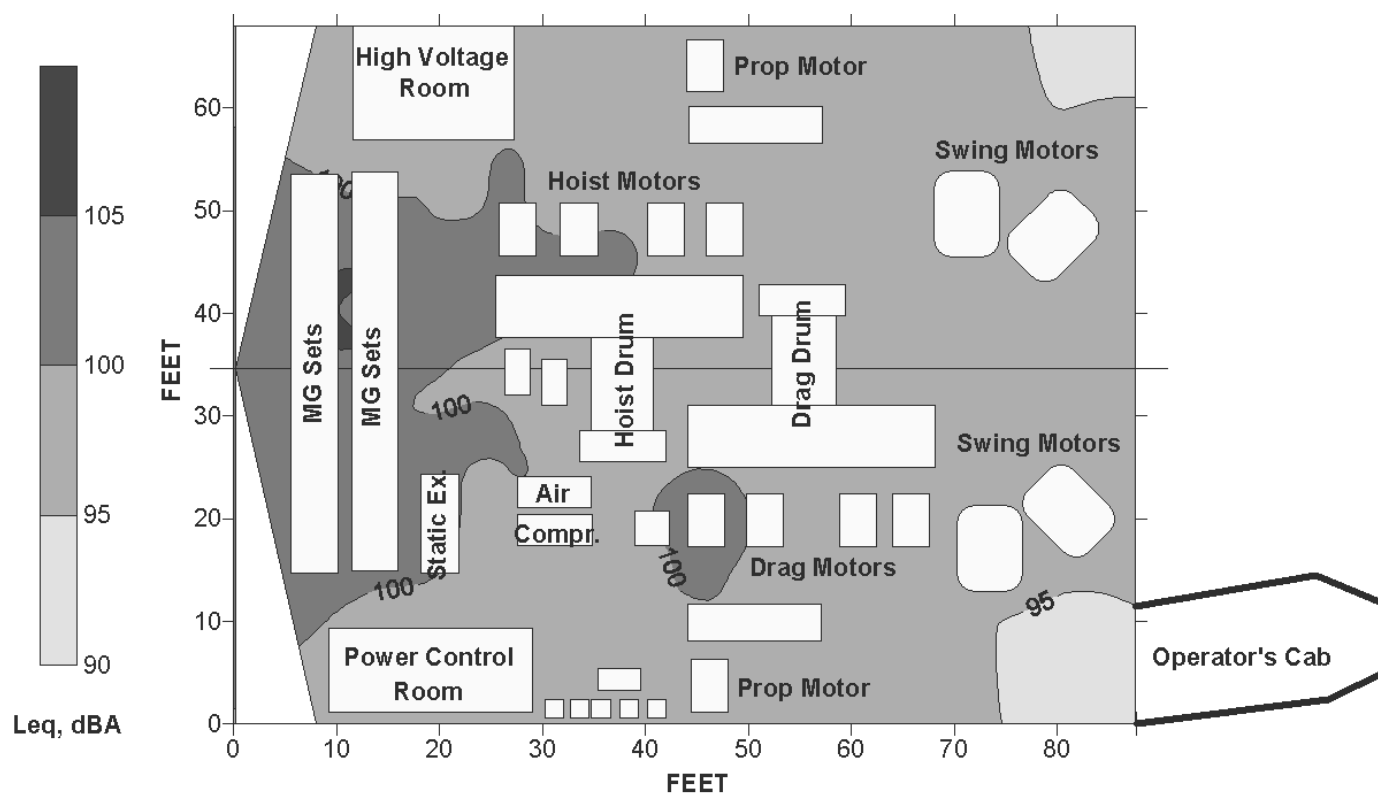 High Voltage
Room
Prop Motor
Swing Motors
Hoist Motors
MG Sets
MG Sets
Hoist Drum
Drag Drum
100
100
Swing Motors
Static Ex.
Air
Compr.
100
100
Drag Motors
95
Power Control
Room
Prop Motor
Operator's Cab
105
100
95
90
Leq, dBA
60
50
40
30
20
10
0
FEET
0 10 20 30 40 50 60 70 80
FEET